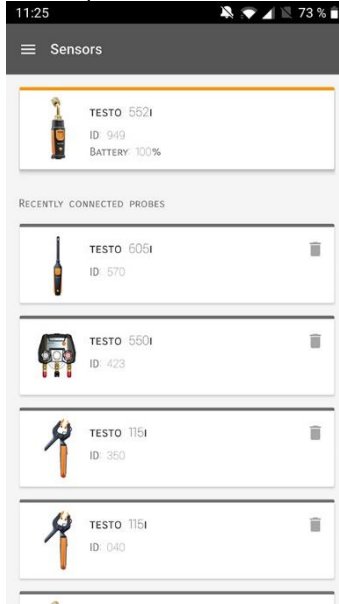 11:25 73 %
Sensors
TESTO 552I
ID: 949
BATTERY: 100%
RECENTLY CONNECTED PROBES
TESTO 605I
ID: 570
TESTO 550I
ID: 423
TESTO 115I
ID: 350
TESTO 115I
ID: 040